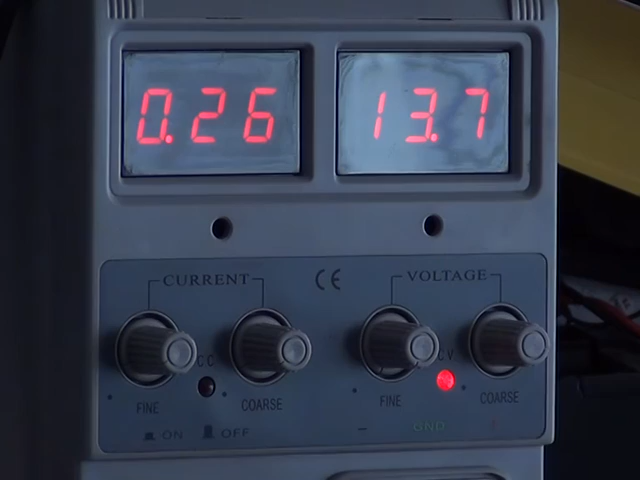 0.26 13.7
CURRENT CE VOLTAGE
CC CV
FINE COARSE FINE COARSE
ON OFF - GND